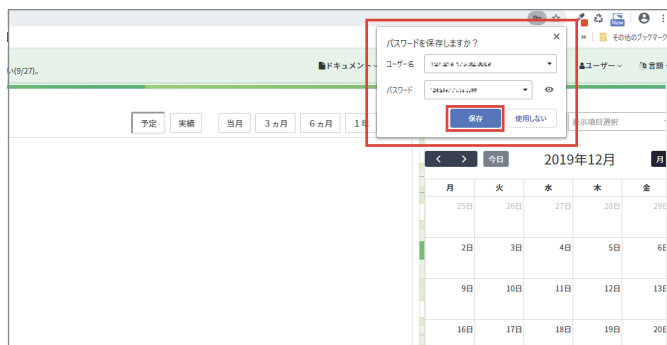 New
パスワードを保存しますか？
»
その他のブックマーク
ユーザー名
い(9/27)。
ドキュメント
ユーザー
言語
パスワード
保存
使用しない
予定
実績
当月
3ヵ月
6ヵ月
1年
示項目選択
< >
今日
2019年12月
月
月 火 水 木 金
25日 26日 27日 28日 29日
2日 3日 4日 5日 6日
9日 10日 11日 12日 13日
16日 17日 18日 19日 20日